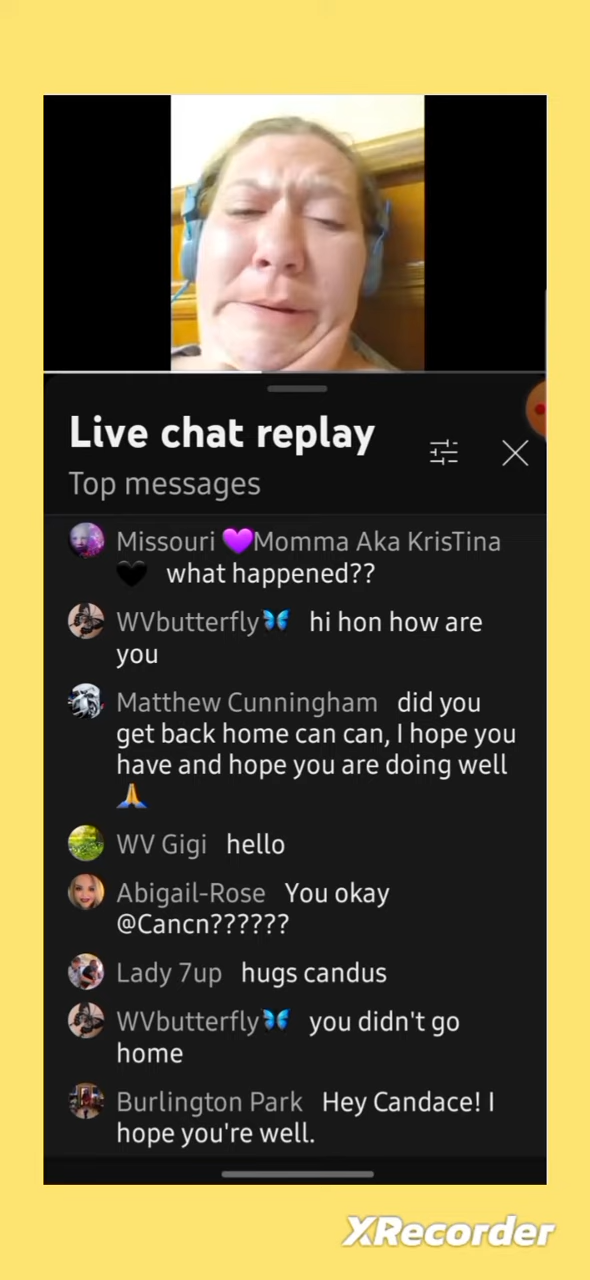 Live chat replay
Top messages
Missouri 💜Momma Aka KrisTina
🖤 what happened??
WVbutterfly🦋 hi hon how are
you
Matthew Cunningham did you
get back home can can, I hope you
have and hope you are doing well
🙏
WV Gigi hello
Abigail-Rose You okay
@Cancn??????
Lady 7up hugs candus
WVbutterfly🦋 you didn't go
home
Burlington Park Hey Candace! I
hope you're well.
XRecorder